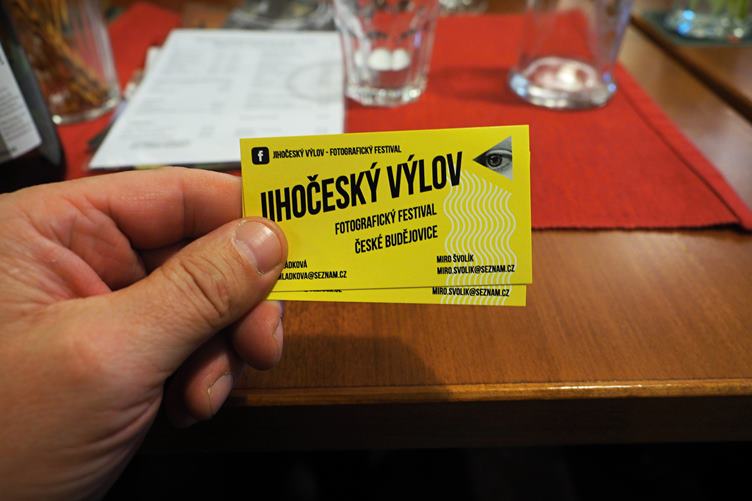 JIHOČESKÝ VÝLOV - FOTOGRAFICKÝ FESTIVAL
JIHOČESKÝ VÝLOV
FOTOGRAFICKÝ FESTIVAL
ČESKÉ BUDĚJOVICE
MIRO ŠVOLÍK
MIRO.SVOLIK@SEZNAM.CZ
MIRO.SVOLIK@SEZNAM.CZ